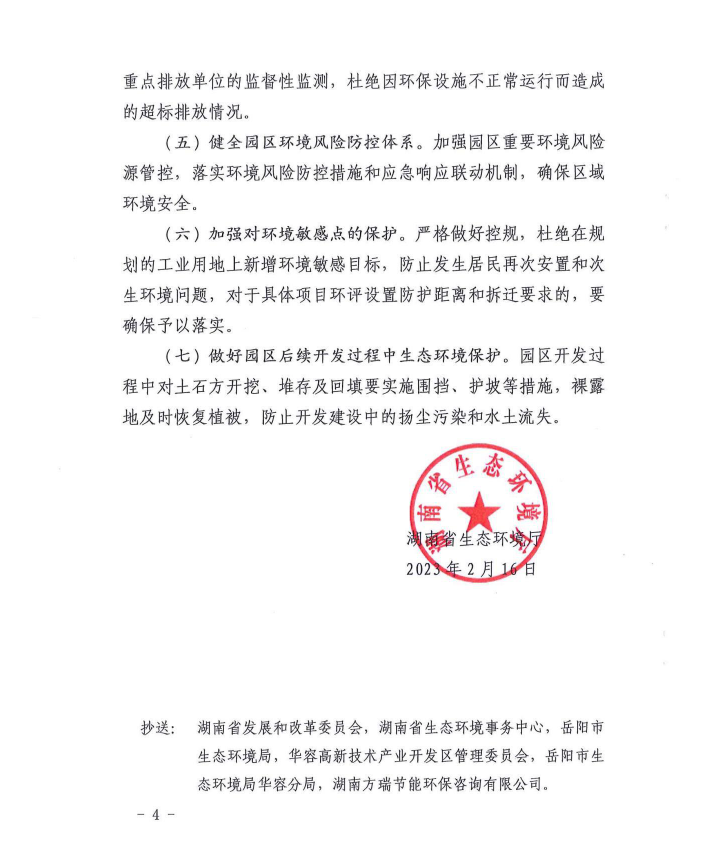 重点排放单位的监督性监测，杜绝因环保设施不正常运行而造成
的超标排放情况。
（五）健全园区环境风险防控体系。加强园区重要环境风险
源管控，落实环境风险防控措施和应急响应联动机制，确保区域
环境安全。
（六）加强对环境敏感点的保护。严格做好控规，杜绝在规
划的工业用地上新增环境敏感目标，防止发生居民再次安置和次
生环境问题，对于具体项目环评设置防护距离和拆迁要求的，要
确保予以落实。
（七）做好园区后续开发过程中生态环境保护。园区开发过
程中对土石方开挖、堆存及回填要实施围挡、护坡等措施，裸露
地及时恢复植被，防止开发建设中的扬尘污染和水土流失。
湖南省生态环境厅
湖南省生态环境厅
2023年2月16日
抄送： 湖南省发展和改革委员会，湖南省生态环境事务中心，岳阳市
生态环境局，华容高新技术产业开发区管理委员会，岳阳市生
态环境局华容分局，湖南方瑞节能环保咨询有限公司。
- 4 -